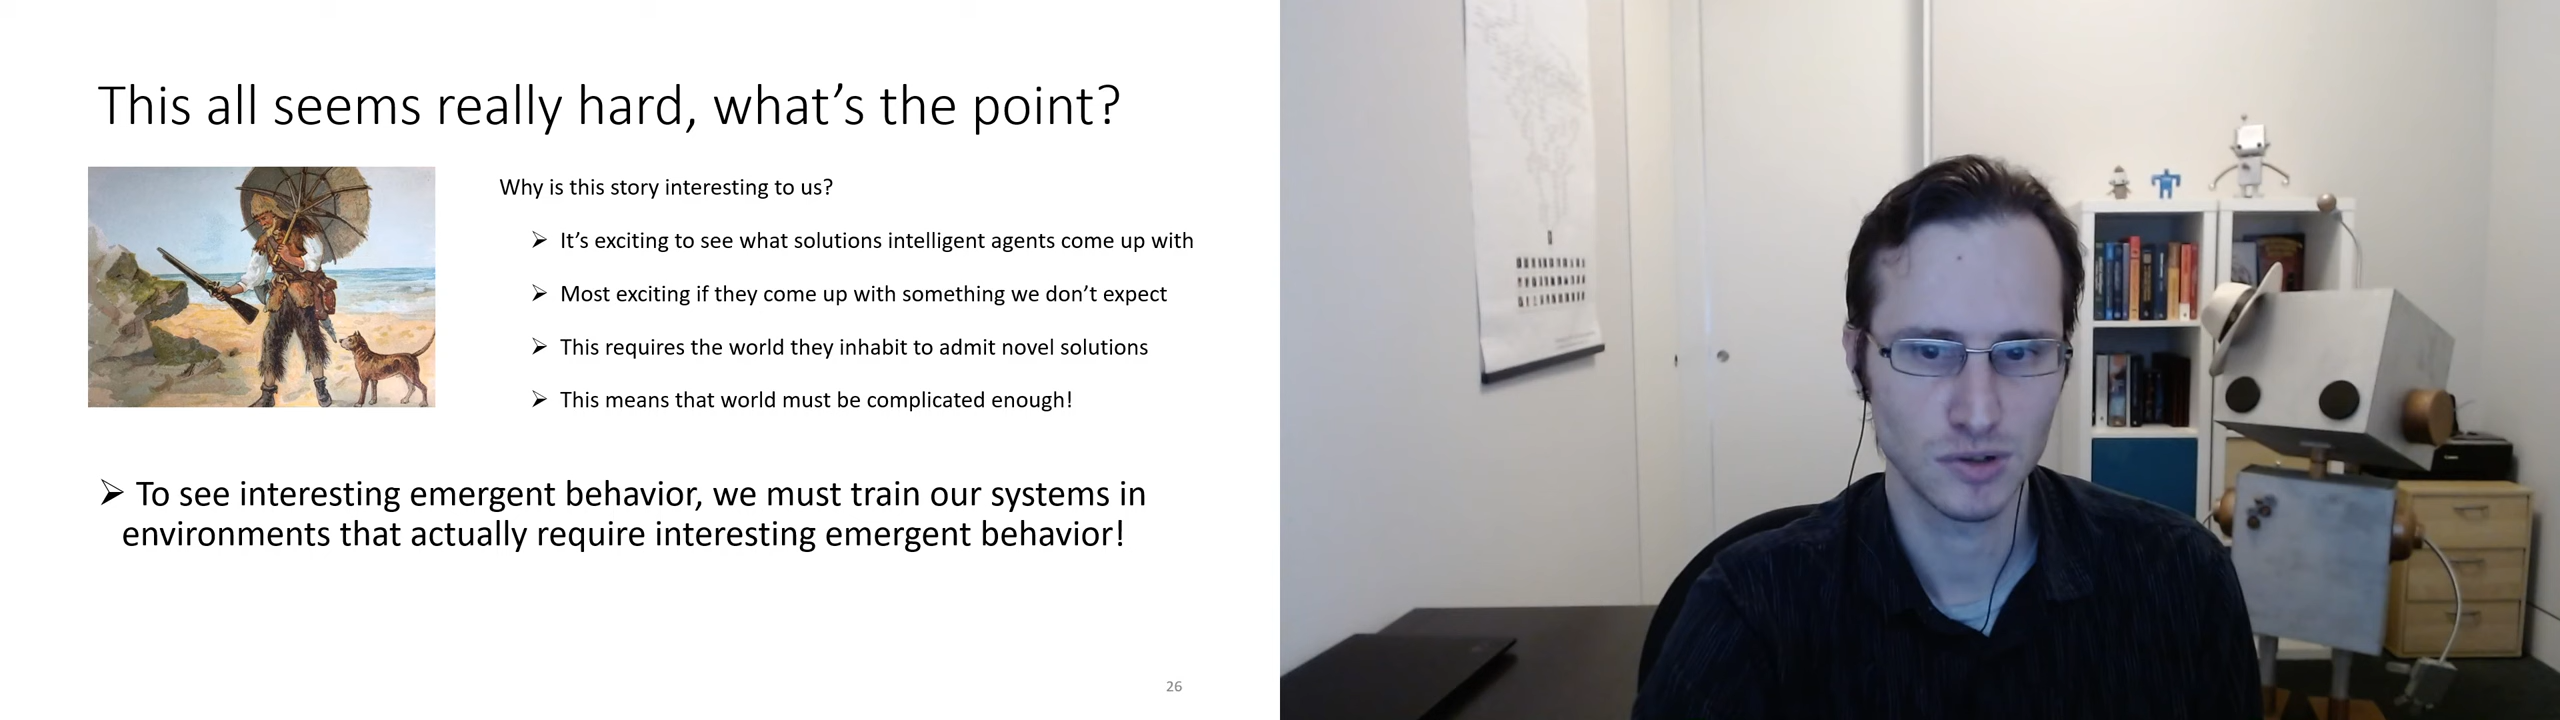 This all seems really hard, what’s the point?
Why is this story interesting to us?
➢ It’s exciting to see what solutions intelligent agents come up with
➢ Most exciting if they come up with something we don’t expect
➢ This requires the world they inhabit to admit novel solutions
➢ This means that world must be complicated enough!
➢ To see interesting emergent behavior, we must train our systems in
environments that actually require interesting emergent behavior!
26